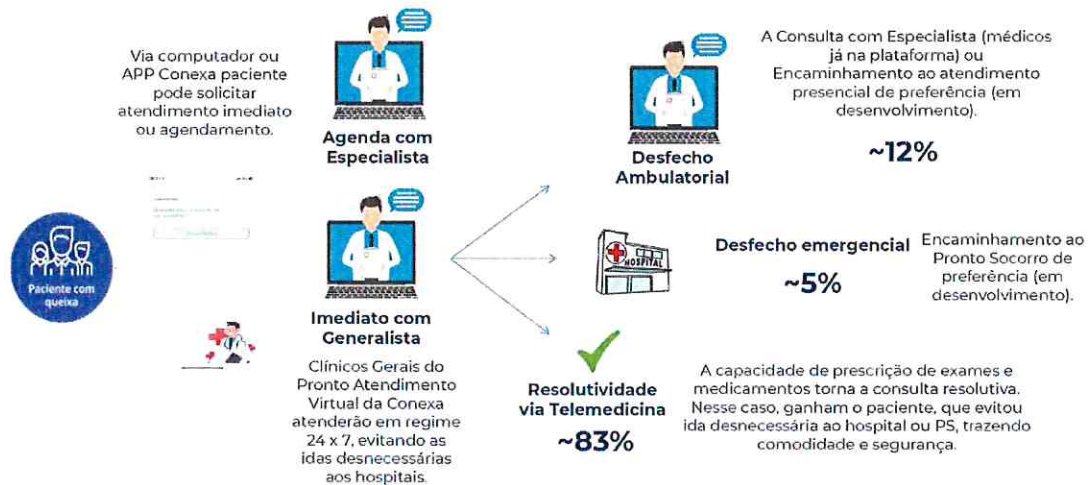 Via computador ou
APP Conexa paciente
pode solicitar
atendimento imediato
ou agendamento.
Agenda com
Especialista
Paciente com
queixa
Imediato com
Generalista
Clínicos Gerais do
Pronto Atendimento
Virtual da Conexa
atenderão em regime
24 x 7, evitando as
idas desnecessárias
aos hospitais.
Desfecho
Ambulatorial
A Consulta com Especialista (médicos
já na plataforma) ou
Encaminhamento ao atendimento
presencial de preferência (em
desenvolvimento).
~12%
HOSPITAL
Desfecho emergencial
~5%
Encaminhamento ao
Pronto Socorro de
preferência (em
desenvolvimento).
Resolutividade
via Telemedicina
~83%
A capacidade de prescrição de exames e
medicamentos torna a consulta resolutiva.
Nesse caso, ganham o paciente, que evitou
ida desnecessária ao hospital ou PS, trazendo
comodidade e segurança.